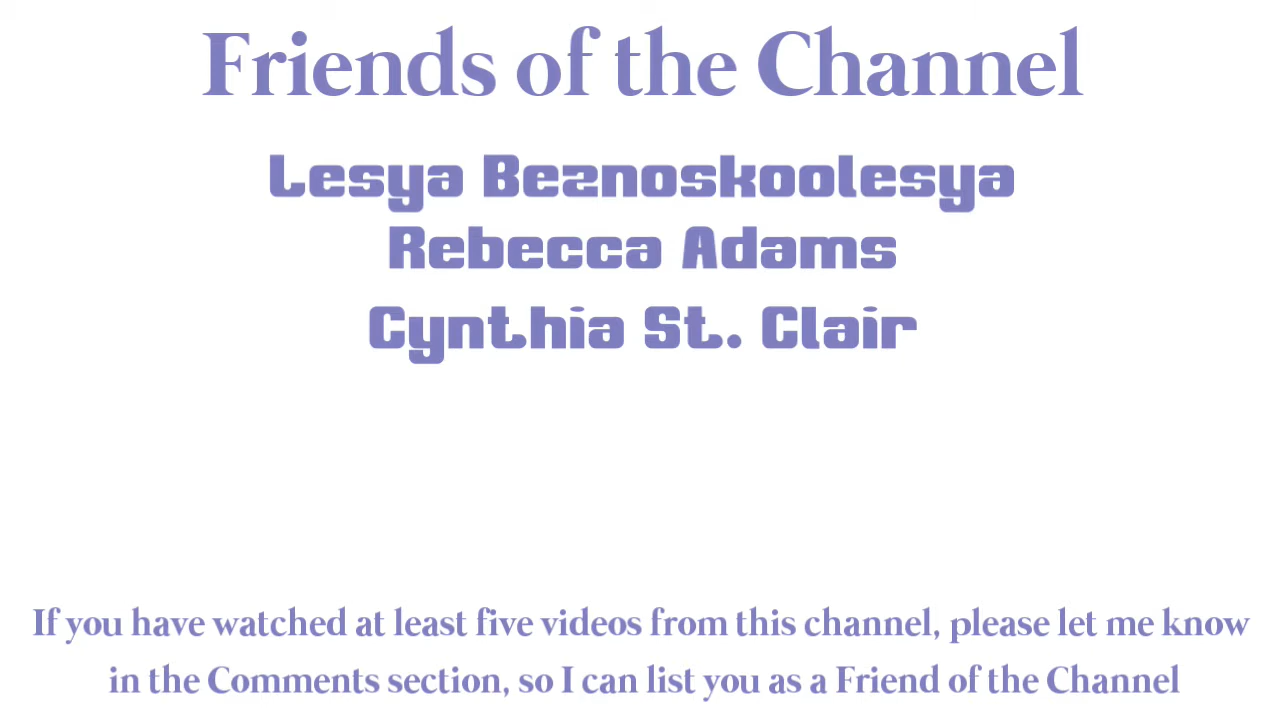 Friends of the Channel
Lesya Beznoskoolesya
Rebecca Adams
Cynthia St. Clair
If you have watched at least five videos from this channel, please let me know
in the Comments section, so I can list you as a Friend of the Channel